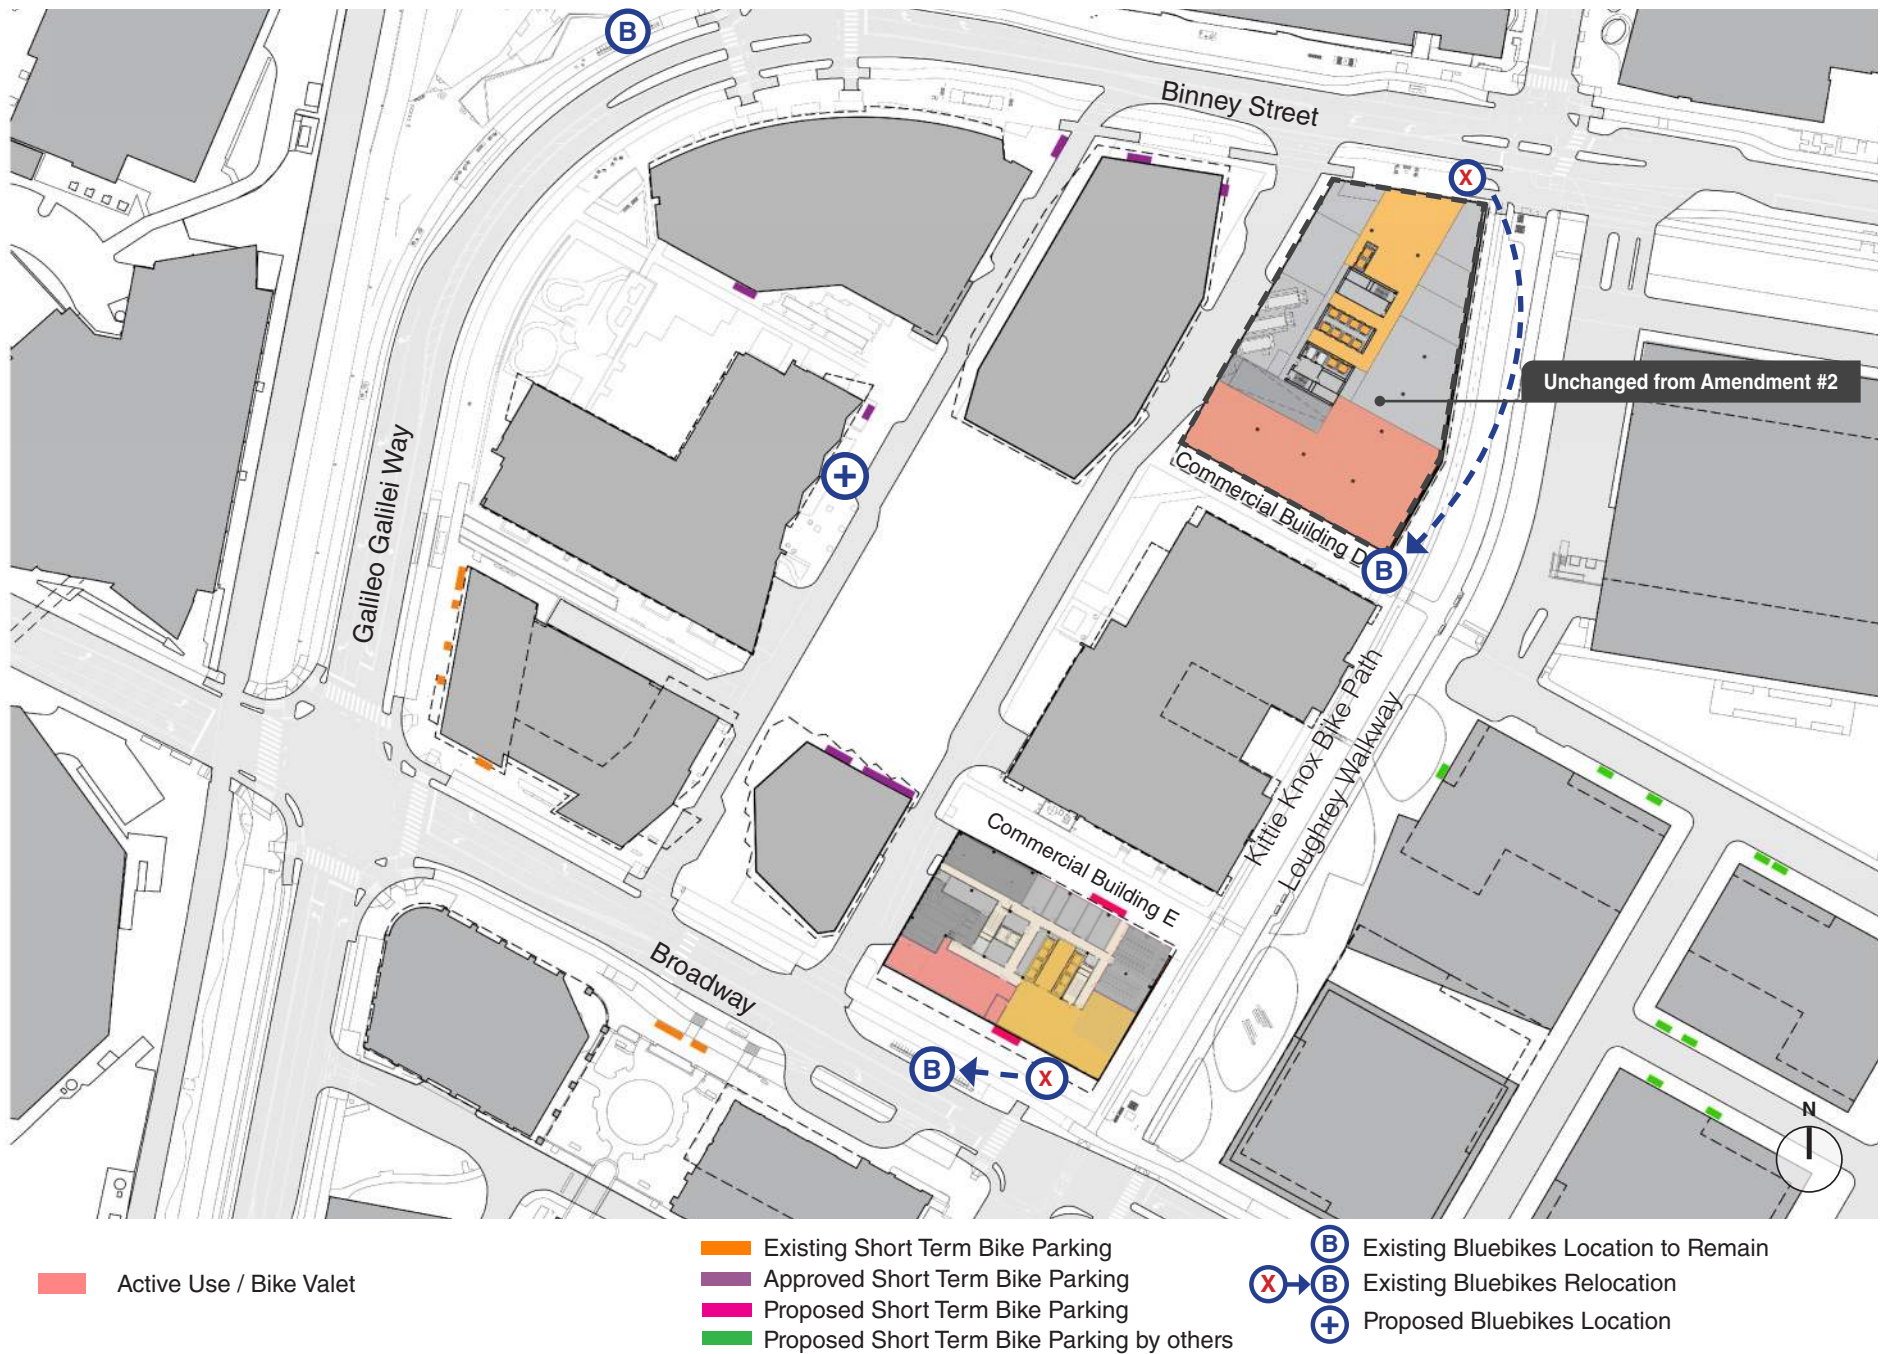 B
Binney Street
X
Unchanged from Amendment #2
Galileo Galilei Way
+
Commercial Building D
B
Kittie Knox Bike Path
Loughrey Walkway
Commercial Building E
Broadway
B
X
N
Active Use / Bike Valet
Existing Short Term Bike Parking
Approved Short Term Bike Parking
Proposed Short Term Bike Parking
Proposed Short Term Bike Parking by others
B Existing Bluebikes Location to Remain
X B Existing Bluebikes Relocation
+ Proposed Bluebikes Location